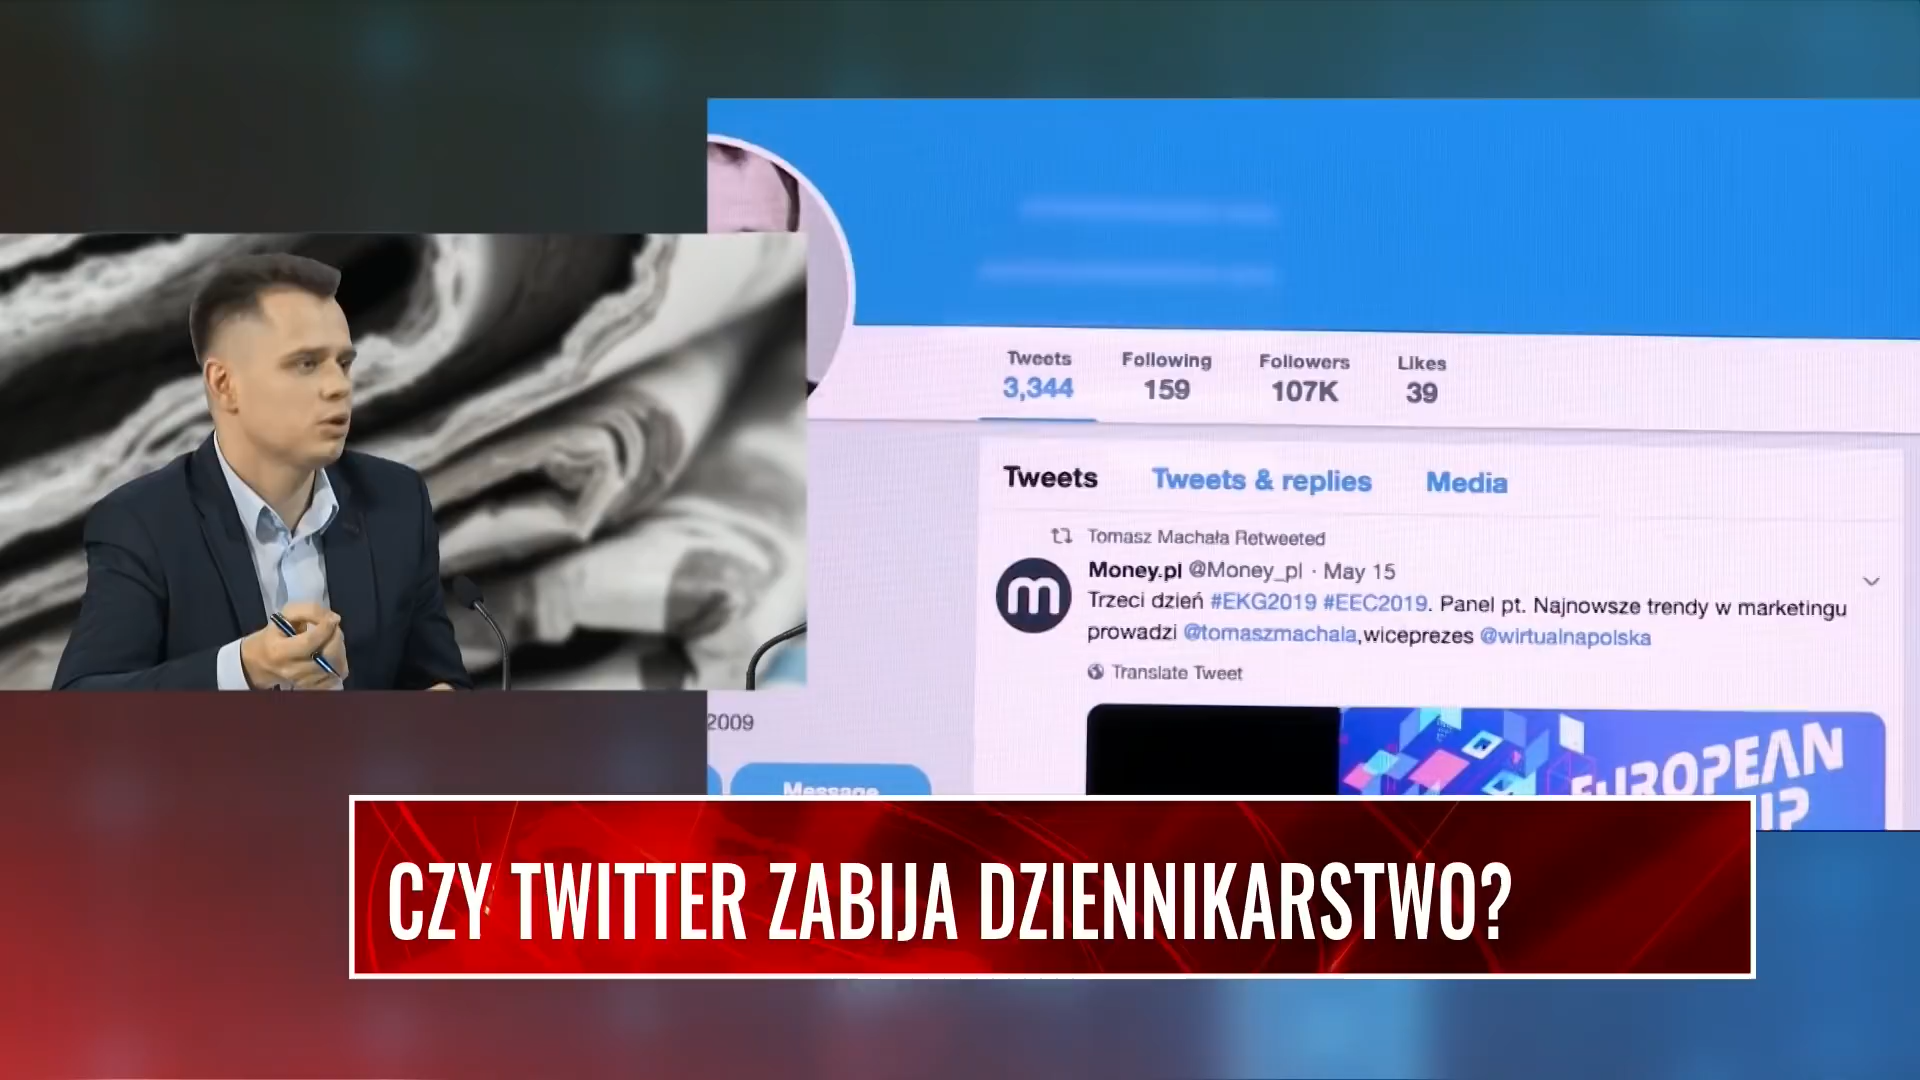 Tweets Following Followers Likes
3,344 159 107K 39
Tweets Tweets & replies Media
Tomasz Machała Retweeted
Money.pl @Money_pl · May 15
Trzeci dzień #EKG2019 #EEC2019. Panel pt. Najnowsze trendy w marketingu
prowadzi @tomaszmachala,wiceprezes @wirtualnapolska
Translate Tweet
2009
Message
EUROPEAN
CZY TWITTER ZABIJA DZIENNIKARSTWO?